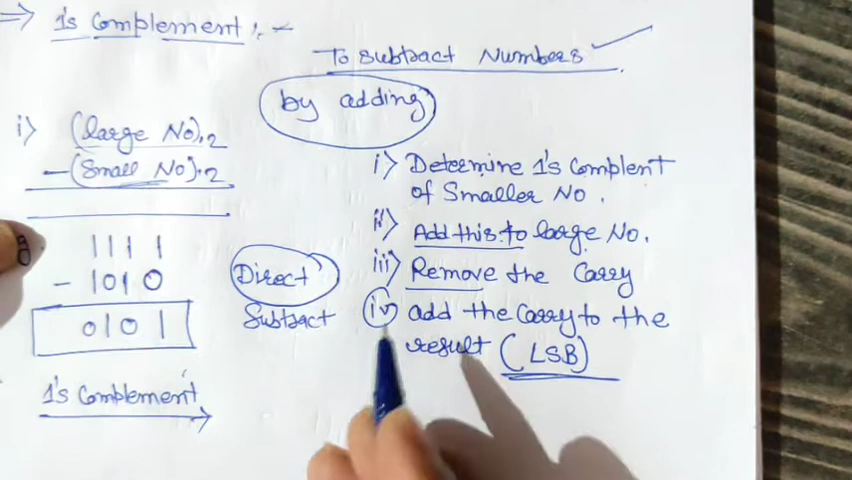 ⇒ 1's Complement :-
To Subtract Numbers ✓
by adding
i> (large No).2
- (Small No).2
1111
- 1010
0101
1's Complement →
Direct
Subtract
i> Determine 1's Complent
of Smaller No.
ii> Add this to large No.
iii> Remove the Carry
iv add the Carry to the
result (LSB)